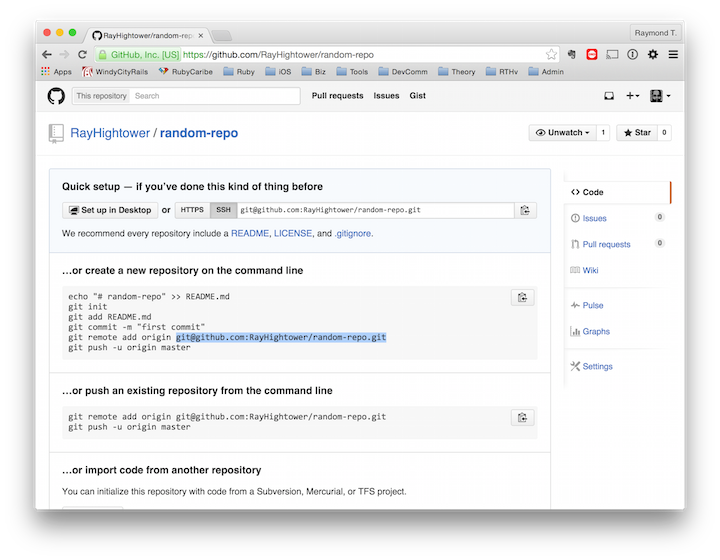 RayHightower/random-repo
Raymond T.
GitHub, Inc. [US] https://github.com/RayHightower/random-repo
Apps WindyCityRails RubyCaribe Ruby iOS Biz Tools DevComm Theory RTHv Admin
This repository Search Pull requests Issues Gist
RayHightower / random-repo
Unwatch 1 Star 0
Quick setup — if you've done this kind of thing before
Set up in Desktop or HTTPS SSH git@github.com:RayHightower/random-repo.git
We recommend every repository include a README, LICENSE, and .gitignore.
…or create a new repository on the command line
echo "# random-repo" >> README.md
git init
git add README.md
git commit -m "first commit"
git remote add origin git@github.com:RayHightower/random-repo.git
git push -u origin master
…or push an existing repository from the command line
git remote add origin git@github.com:RayHightower/random-repo.git
git push -u origin master
…or import code from another repository
You can initialize this repository with code from a Subversion, Mercurial, or TFS project.
Code
Issues 0
Pull requests 0
Wiki
Pulse
Graphs
Settings